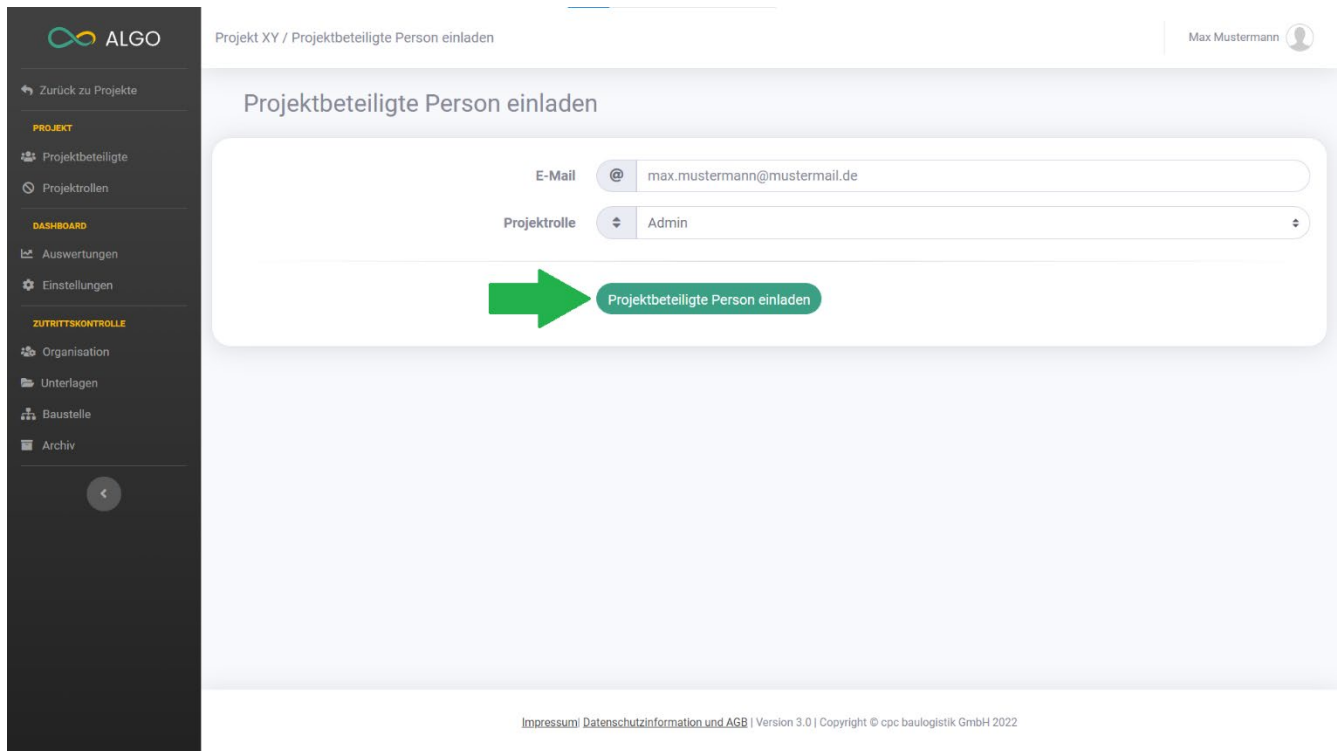 ALGO
Projekt XY / Projektbeteiligte Person einladen
Max Mustermann
Zurück zu Projekte
PROJEKT
Projektbeteiligte
Projektrollen
DASHBOARD
Auswertungen
Einstellungen
ZUTRITTSKONTROLLE
Organisation
Unterlagen
Baustelle
Archiv
Projektbeteiligte Person einladen
E-Mail @ max.mustermann@mustermail.de
Projektrolle Admin
Projektbeteiligte Person einladen
Impressum| Datenschutzinformation und AGB | Version 3.0 | Copyright © cpc baulogistik GmbH 2022